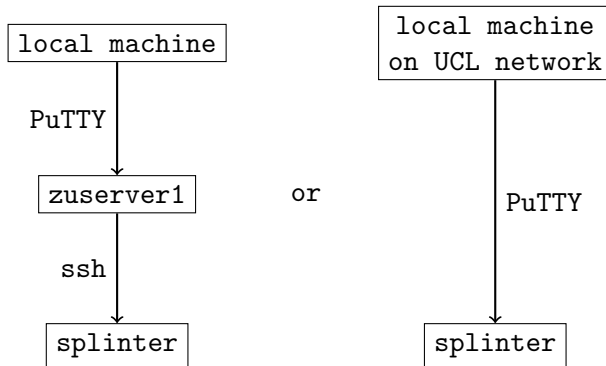 local machine
PuTTY
zuserver1
ssh
splinter
or
local machine
on UCL network
PuTTY
splinter